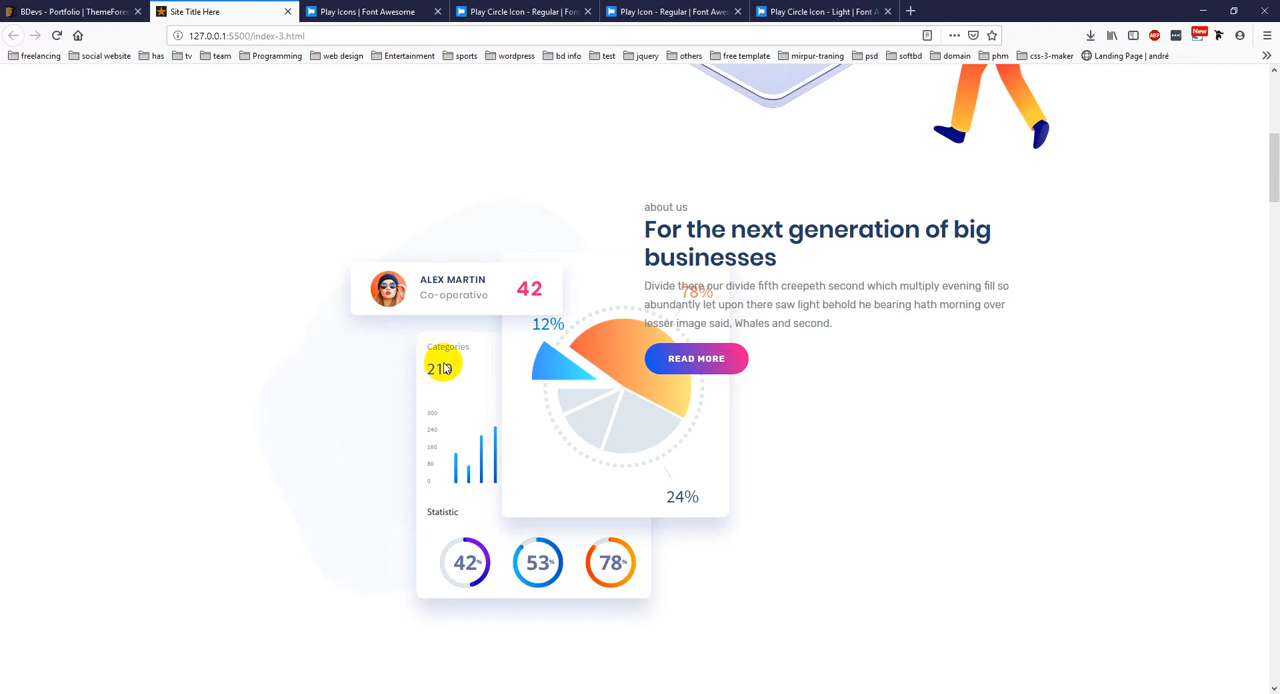 BDevs - Portfolio | ThemeFores
Site Title Here
Play Icons | Font Awesome
Play Circle Icon - Regular | Fon
Play Icon - Regular | Font Awes
Play Circle Icon - Light | Font A
127.0.0.1:5500/index-3.html
New
ABP
freelancing
social website
has
tv
team
Programming
web design
Entertainment
sports
wordpress
bd info
test
jquery
others
free template
mirpur-traning
psd
softbd
domain
phm
css-3-maker
Landing Page | andré
about us
For the next generation of big
businesses
Divide there our divide fifth creepeth second which multiply evening fill so
abundantly let upon there saw light behold he bearing hath morning over
lesser image said. Whales and second.
READ MORE
ALEX MARTIN
Co-operative
42
78%
12%
24%
Categories
300
240
160
80
0
Statistic
42%
53%
78%